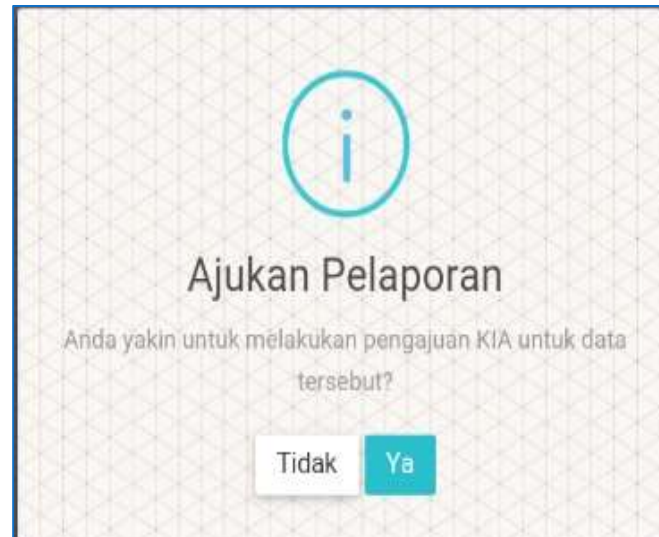 Ajukan Pelaporan
Anda yakin untuk melakukan pengajuan KIA untuk data
tersebut?
Tidak Ya